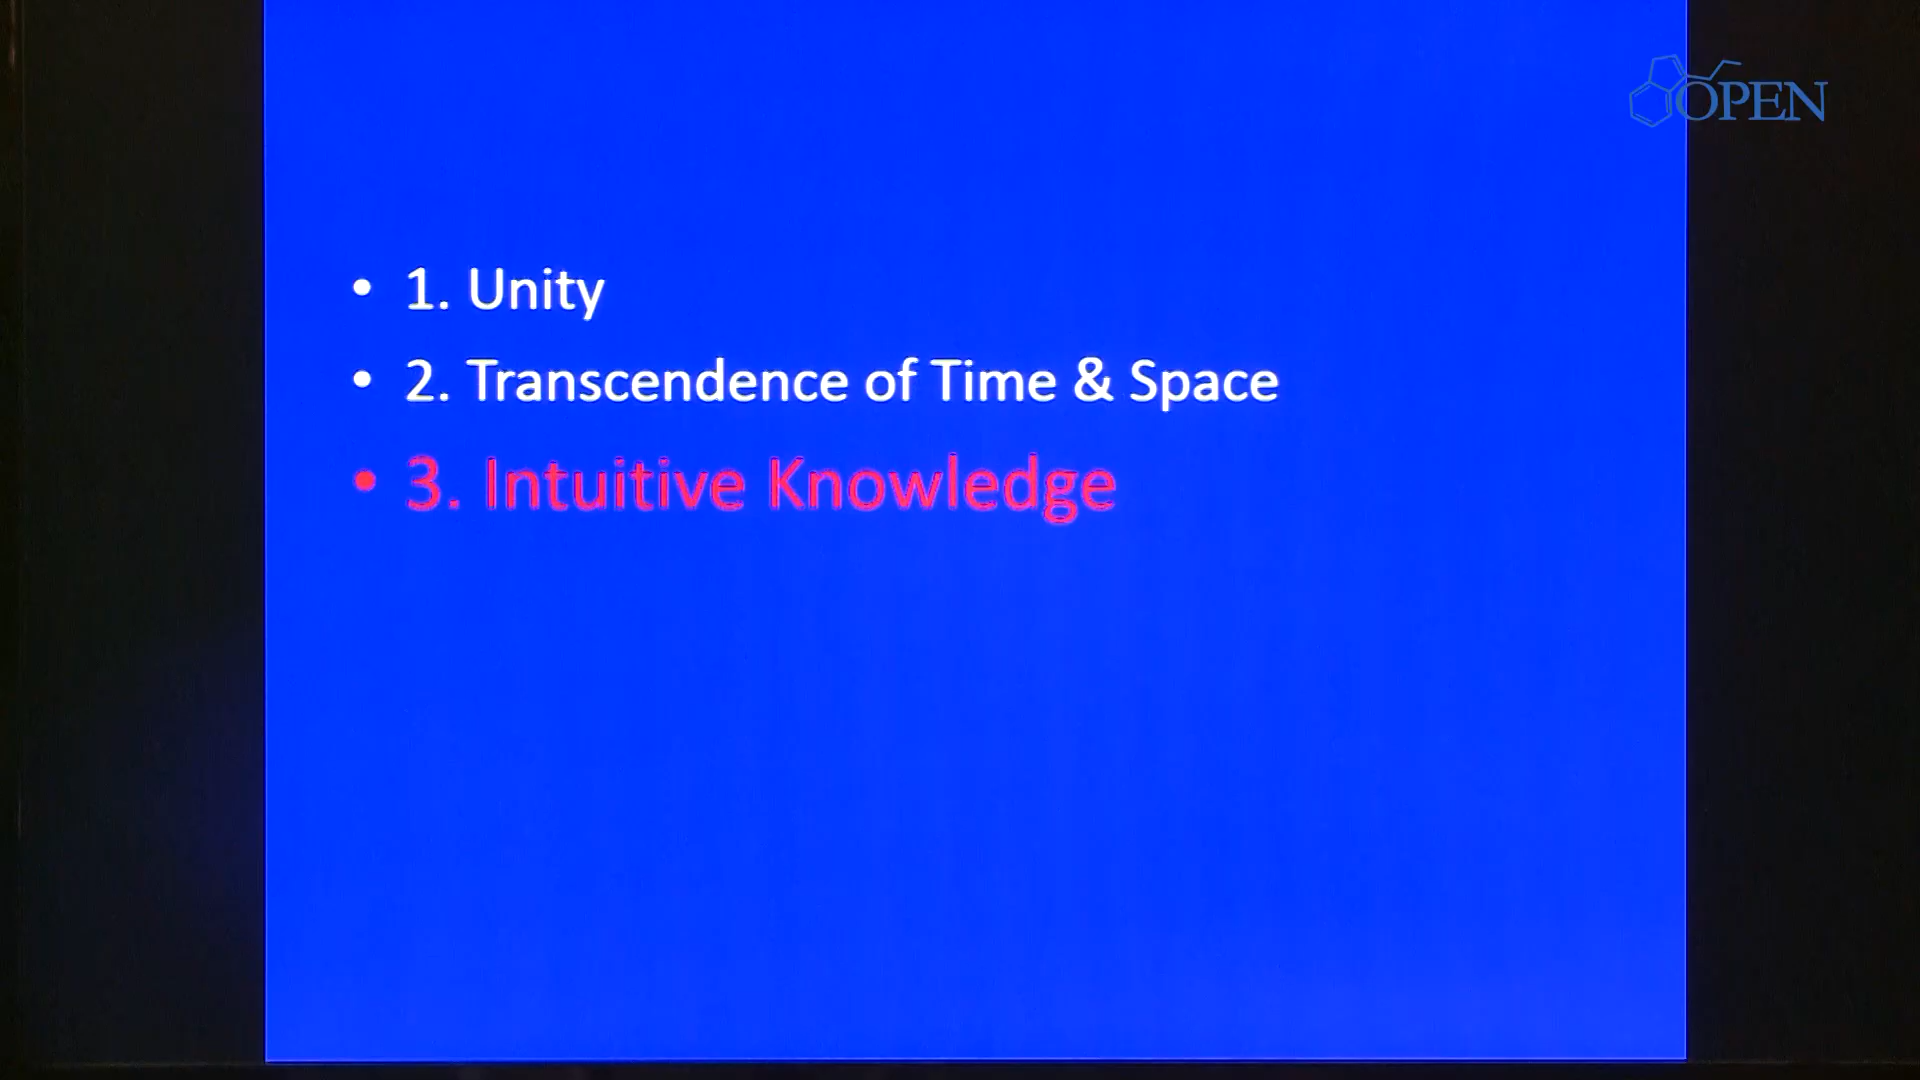 OPEN
• 1. Unity
• 2. Transcendence of Time & Space
• 3. Intuitive Knowledge